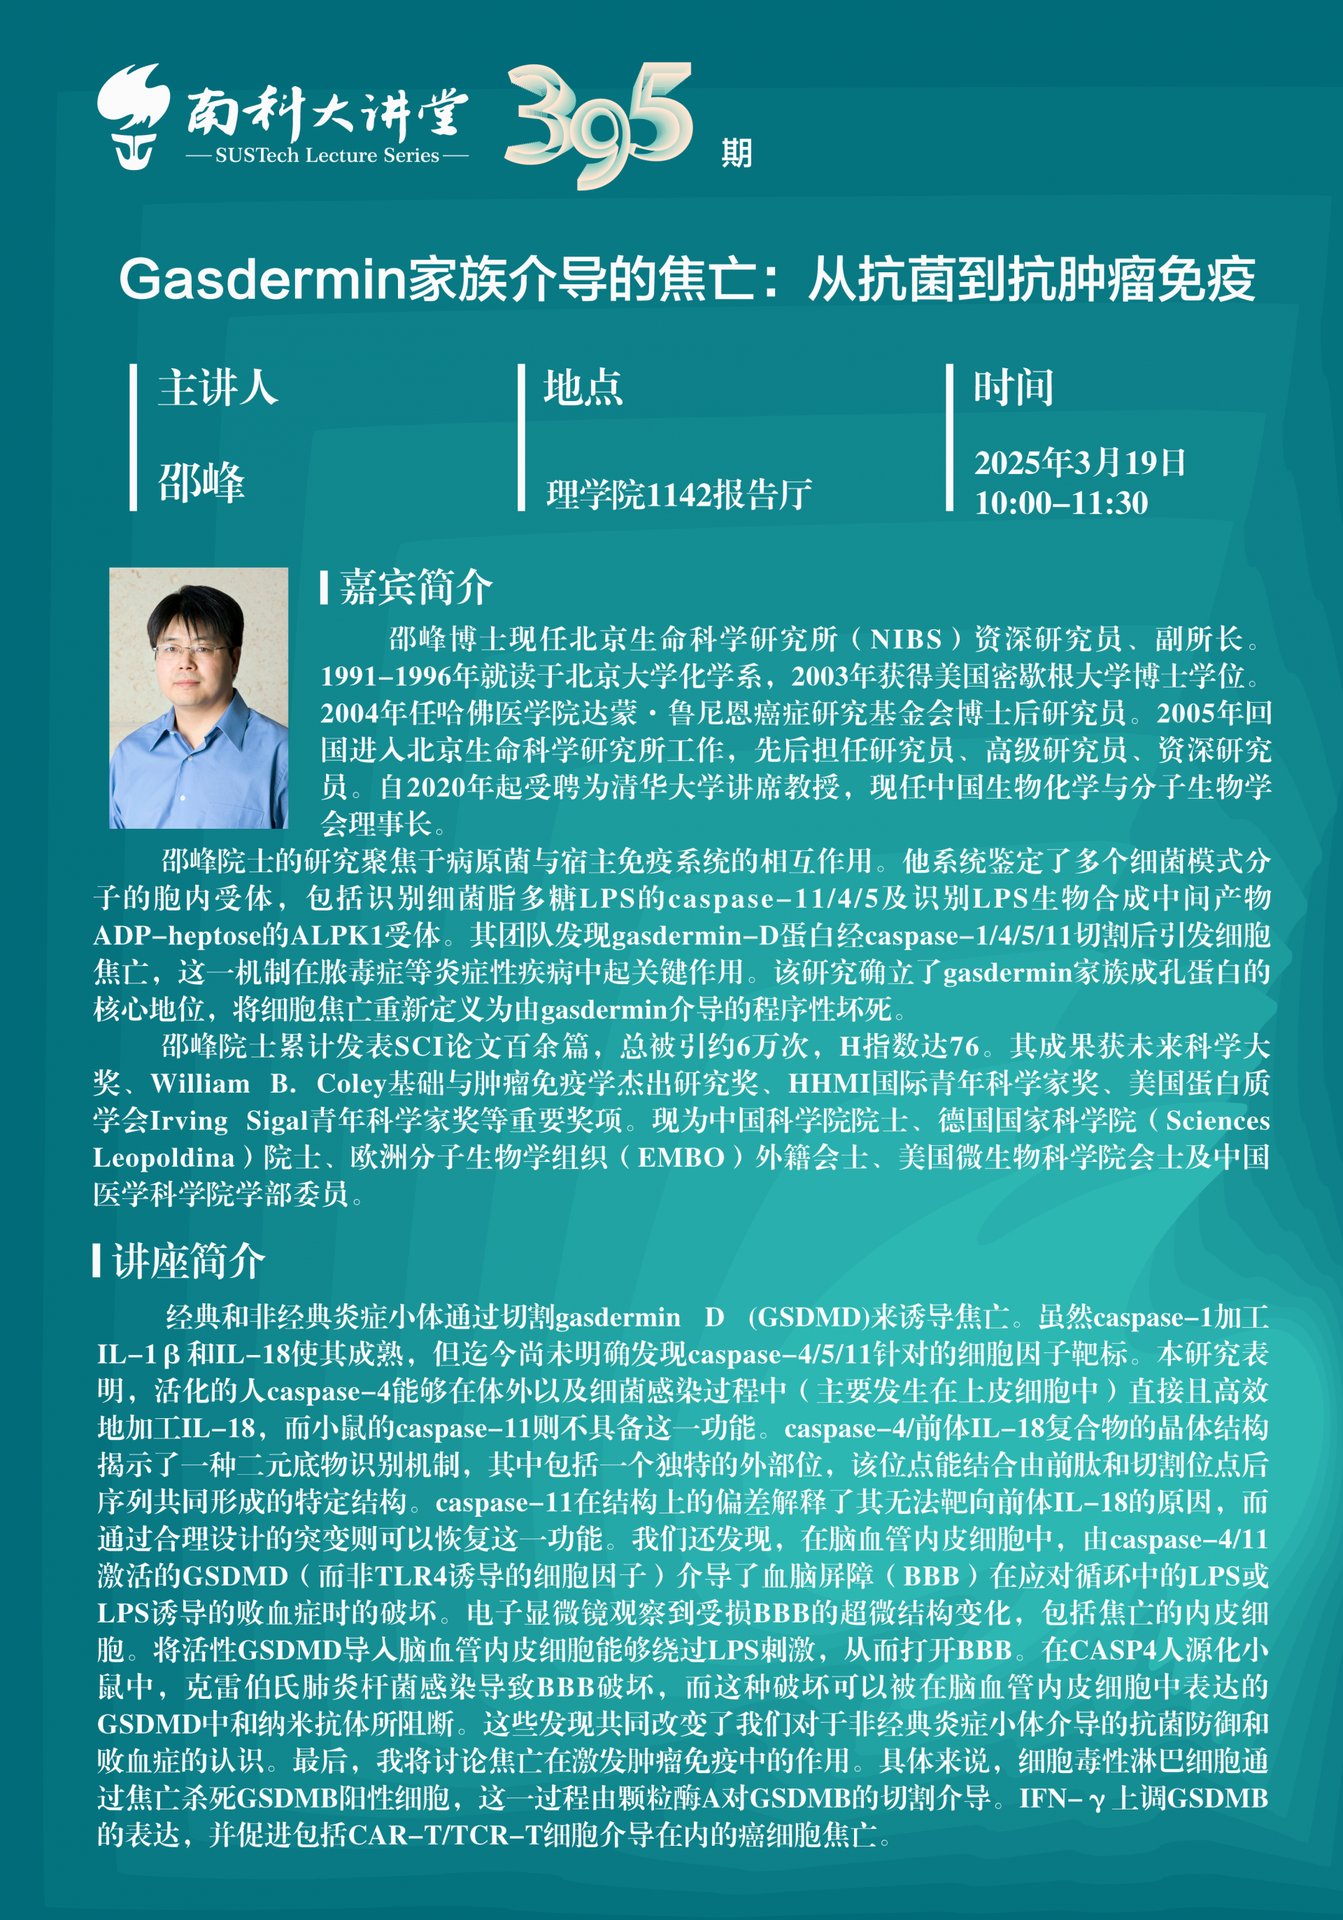 南科大讲堂
SUSTech Lecture Series
395
期
Gasdermin家族介导的焦亡：从抗菌到抗肿瘤免疫
主讲人
邵峰
地点
理学院1142报告厅
时间
2025年3月19日
10:00-11:30
嘉宾简介
邵峰博士现任北京生命科学研究所（NIBS）资深研究员、副所长。
1991-1996年就读于北京大学化学系，2003年获得美国密歇根大学博士学位。
2004年任哈佛医学院达蒙·鲁尼恩癌症研究基金会博士后研究员。2005年回
国进入北京生命科学研究所工作，先后担任研究员、高级研究员、资深研究
员。自2020年起受聘为清华大学讲席教授，现任中国生物化学与分子生物学
会理事长。
邵峰院士的研究聚焦于病原菌与宿主免疫系统的相互作用。他系统鉴定了多个细菌模式分
子的胞内受体，包括识别细菌脂多糖LPS的caspase-11/4/5及识别LPS生物合成中间产物
ADP-heptose的ALPK1受体。其团队发现gasdermin-D蛋白经caspase-1/4/5/11切割后引发细胞
焦亡，这一机制在脓毒症等炎症性疾病中起关键作用。该研究确立了gasdermin家族成孔蛋白的
核心地位，将细胞焦亡重新定义为由gasdermin介导的程序性坏死。
邵峰院士累计发表SCI论文百余篇，总被引约6万次，H指数达76。其成果获未来科学大
奖、William B. Coley基础与肿瘤免疫学杰出研究奖、HHMI国际青年科学家奖、美国蛋白质
学会Irving Sigal青年科学家奖等重要奖项。现为中国科学院院士、德国国家科学院（Sciences
Leopoldina）院士、欧洲分子生物学组织（EMBO）外籍会士、美国微生物科学院会士及中国
医学科学院学部委员。
讲座简介
经典和非经典炎症小体通过切割gasdermin D (GSDMD)来诱导焦亡。虽然caspase-1加工
IL-1β和IL-18使其成熟，但迄今尚未明确发现caspase-4/5/11针对的细胞因子靶标。本研究表
明，活化的人caspase-4能够在体外以及细菌感染过程中（主要发生在上皮细胞中）直接且高效
地加工IL-18，而小鼠的caspase-11则不具备这一功能。caspase-4/前体IL-18复合物的晶体结构
揭示了一种二元底物识别机制，其中包括一个独特的外部位，该位点能结合由前肽和切割位点后
序列共同形成的特定结构。caspase-11在结构上的偏差解释了其无法靶向前体IL-18的原因，而
通过合理设计的突变则可以恢复这一功能。我们还发现，在脑血管内皮细胞中，由caspase-4/11
激活的GSDMD（而非TLR4诱导的细胞因子）介导了血脑屏障（BBB）在应对循环中的LPS或
LPS诱导的败血症时的破坏。电子显微镜观察到受损BBB的超微结构变化，包括焦亡的内皮细
胞。将活性GSDMD导入脑血管内皮细胞能够绕过LPS刺激，从而打开BBB。在CASP4人源化小
鼠中，克雷伯氏肺炎杆菌感染导致BBB破坏，而这种破坏可以被在脑血管内皮细胞中表达的
GSDMD中和纳米抗体所阻断。这些发现共同改变了我们对于非经典炎症小体介导的抗菌防御和
败血症的认识。最后，我将讨论焦亡在激发肿瘤免疫中的作用。具体来说，细胞毒性淋巴细胞通
过焦亡杀死GSDMB阳性细胞，这一过程由颗粒酶A对GSDMB的切割介导。IFN-γ上调GSDMB
的表达，并促进包括CAR-T/TCR-T细胞介导在内的癌细胞焦亡。